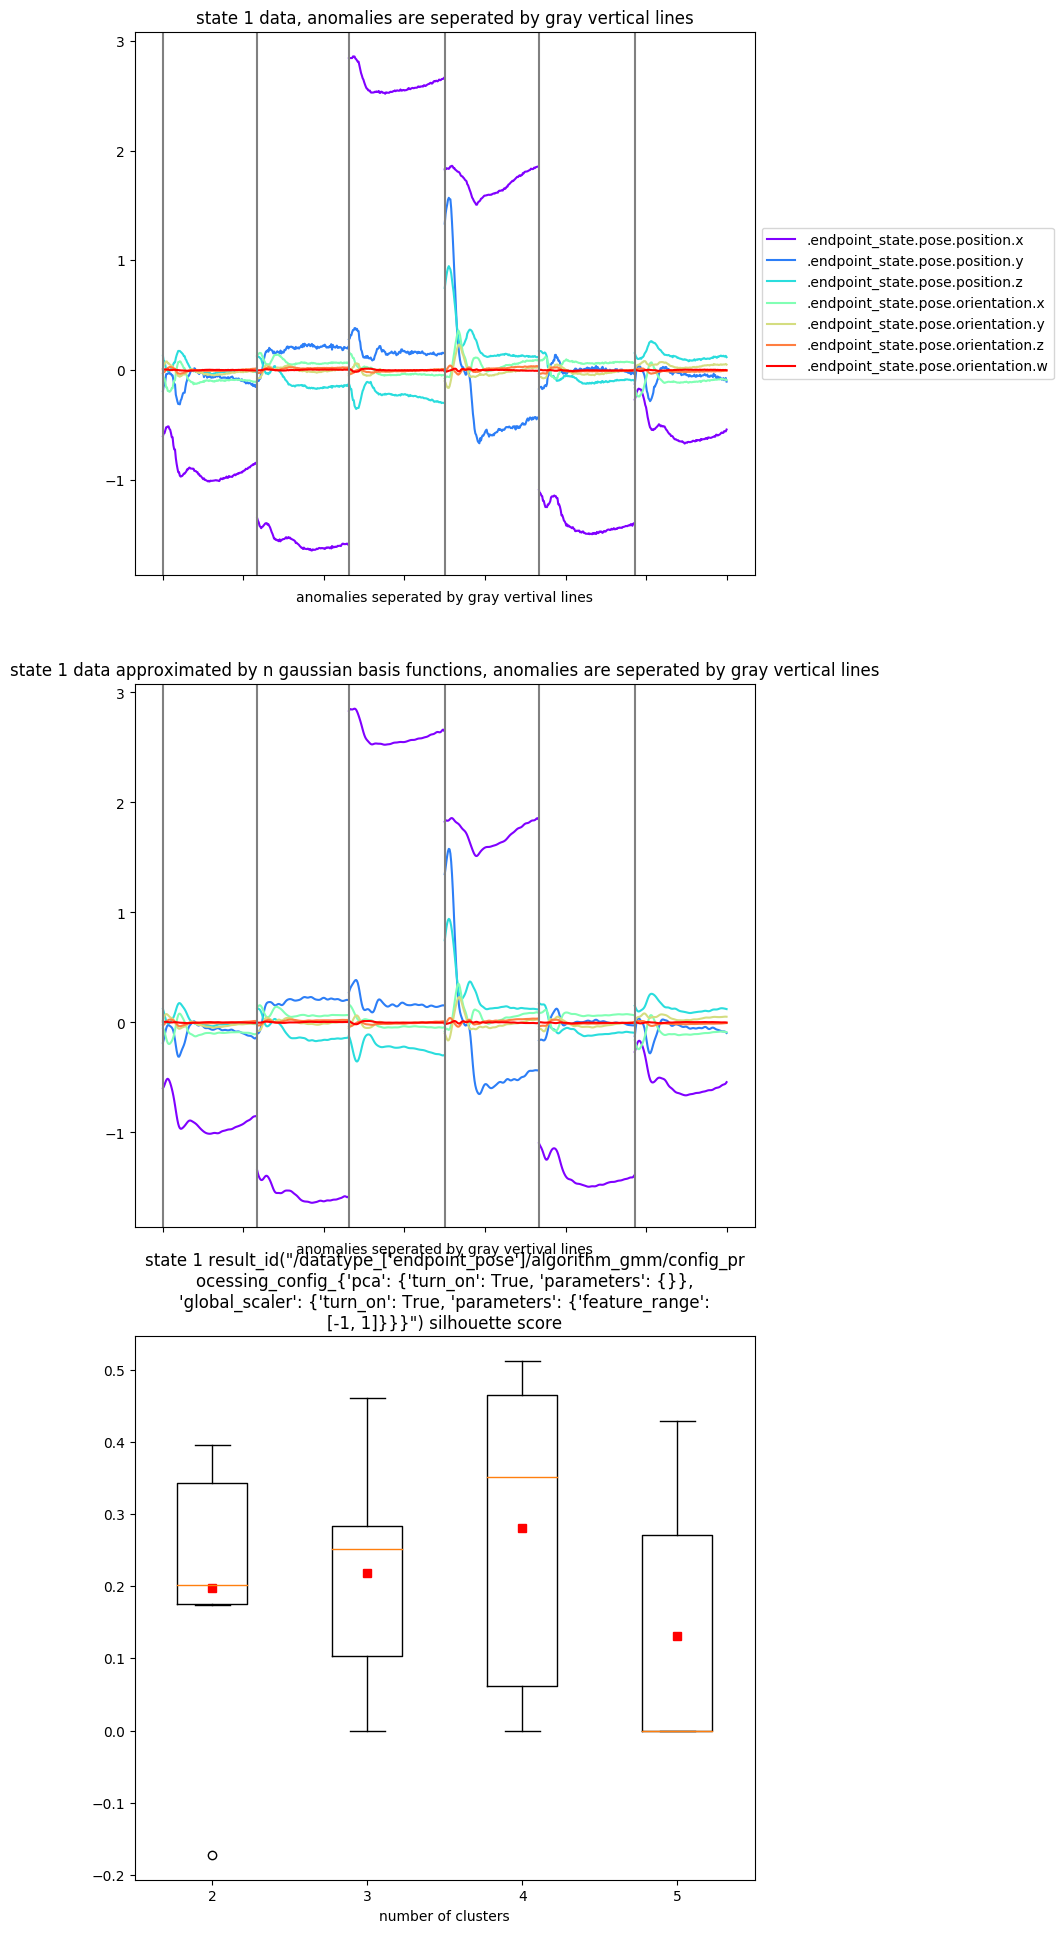 state 1 data, anomalies are seperated by gray vertical lines
3
2
1
0
−1
.endpoint_state.pose.position.x
.endpoint_state.pose.position.y
.endpoint_state.pose.position.z
.endpoint_state.pose.orientation.x
.endpoint_state.pose.orientation.y
.endpoint_state.pose.orientation.z
.endpoint_state.pose.orientation.w
anomalies seperated by gray vertival lines
state 1 data approximated by n gaussian basis functions, anomalies are seperated by gray vertical lines
3
2
1
0
−1
anomalies seperated by gray vertival lines
state 1 result_id("/datatype_['endpoint_pose']/algorithm_gmm/config_pr
ocessing_config_{'pca': {'turn_on': True, 'parameters': {}},
'global_scaler': {'turn_on': True, 'parameters': {'feature_range':
[-1, 1]}}}") silhouette score
0.5
0.4
0.3
0.2
0.1
0.0
−0.1
−0.2
2 3 4 5
number of clusters